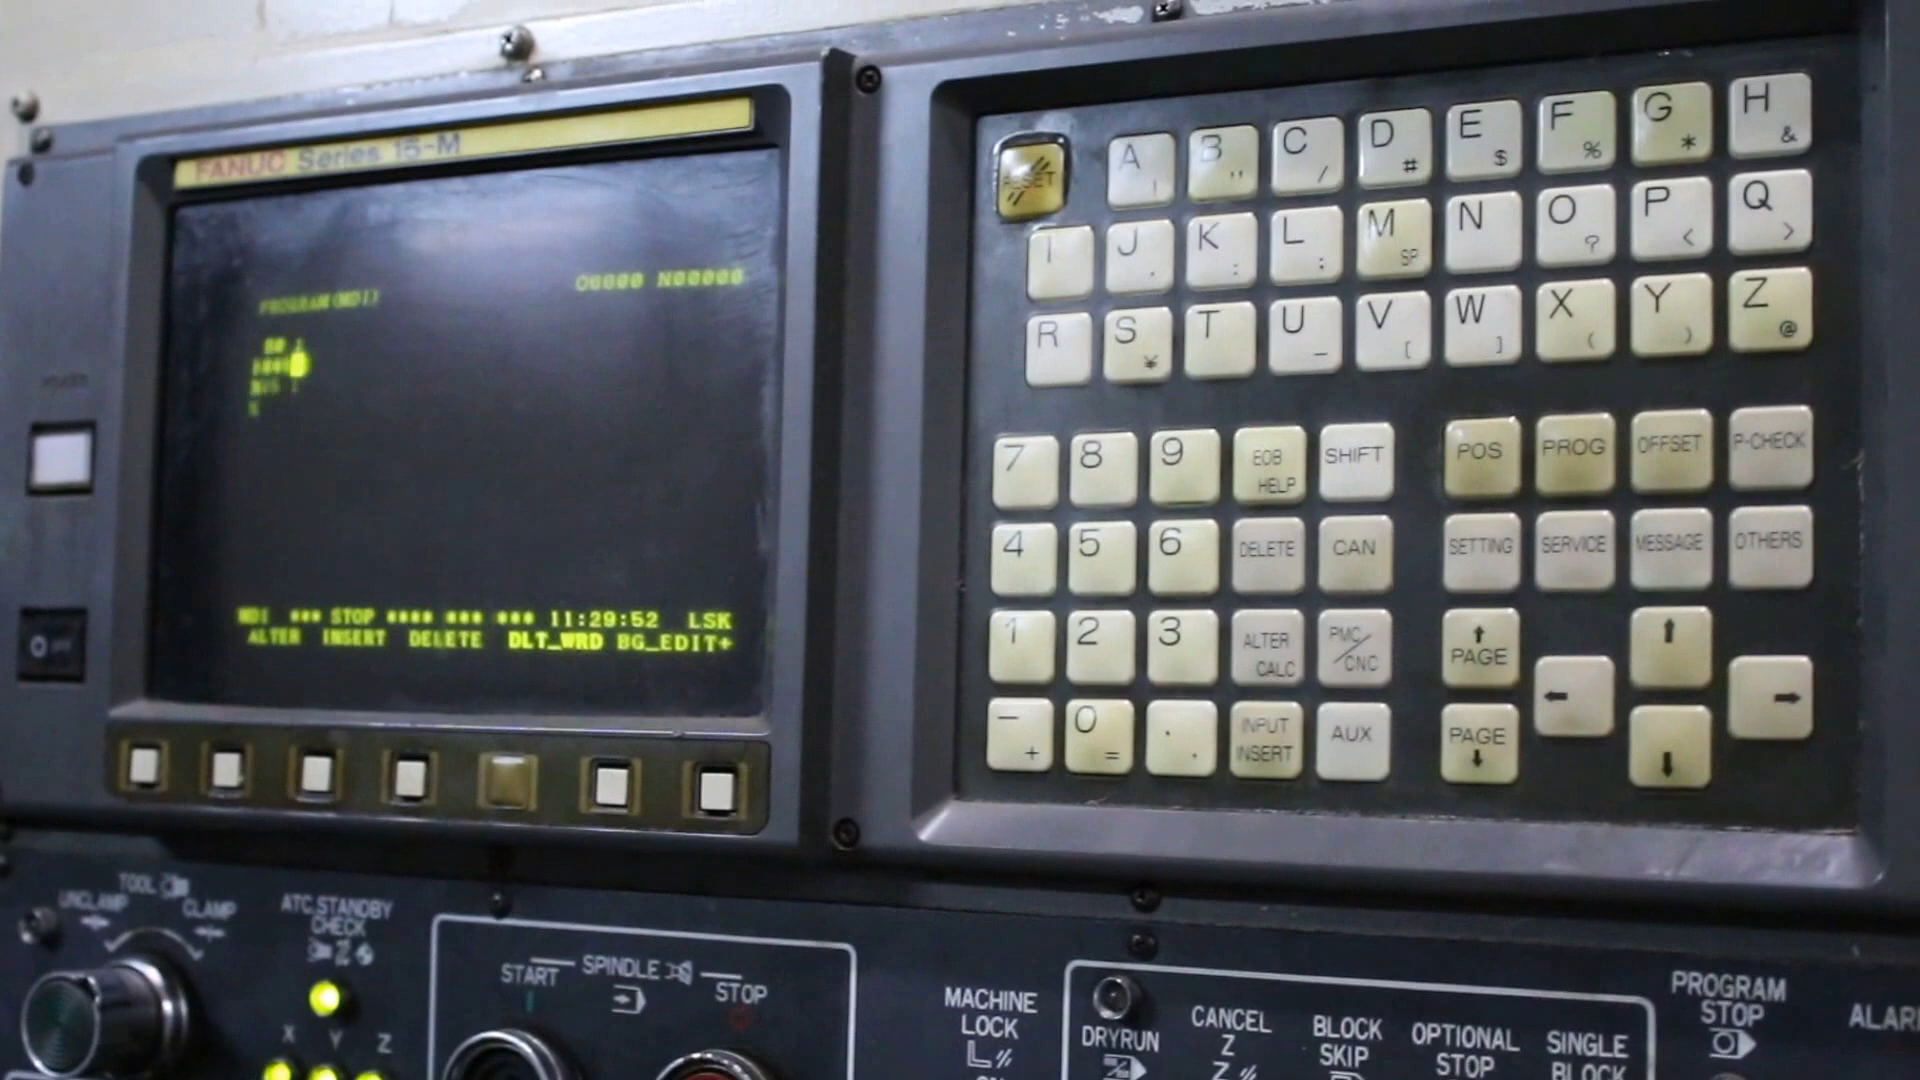 FANUC Series 15-M
PROGRAM(MDI)
O0000 N00000
MDI *** STOP **** *** *** 11:29:52 LSK
ALTER INSERT DELETE DLT_WRD BG_EDIT+
RESET A B " C / D # E $ F % G * H &
I J K : L ; M SP N O ? P < Q >
R S ¥ T U _ V [ W ] X ( Y ) Z @
7 8 9 EOB HELP SHIFT POS PROG OFFSET P-CHECK
4 5 6 DELETE CAN SETTING SERVICE MESSAGE OTHERS
1 2 3 ALTER CALC PMC/CNC ↑ PAGE ↑
← →
- + 0 = . , INPUT INSERT AUX PAGE ↓ ↓
TOOL
UNCLAMP CLAMP
ATC.STANDBY
CHECK
X Y Z
SPINDLE
START STOP
MACHINE
LOCK
DRYRUN
CANCEL
Z
BLOCK
SKIP
OPTIONAL
STOP
SINGLE
BLOCK
PROGRAM
STOP